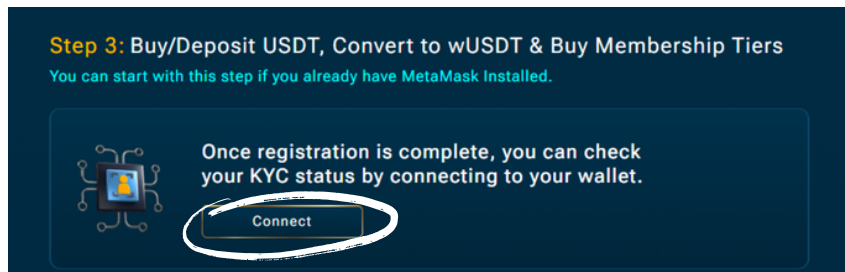 Step 3: Buy/Deposit USDT, Convert to wUSDT & Buy Membership Tiers
You can start with this step if you already have MetaMask Installed.
Once registration is complete, you can check
your KYC status by connecting to your wallet.
Connect